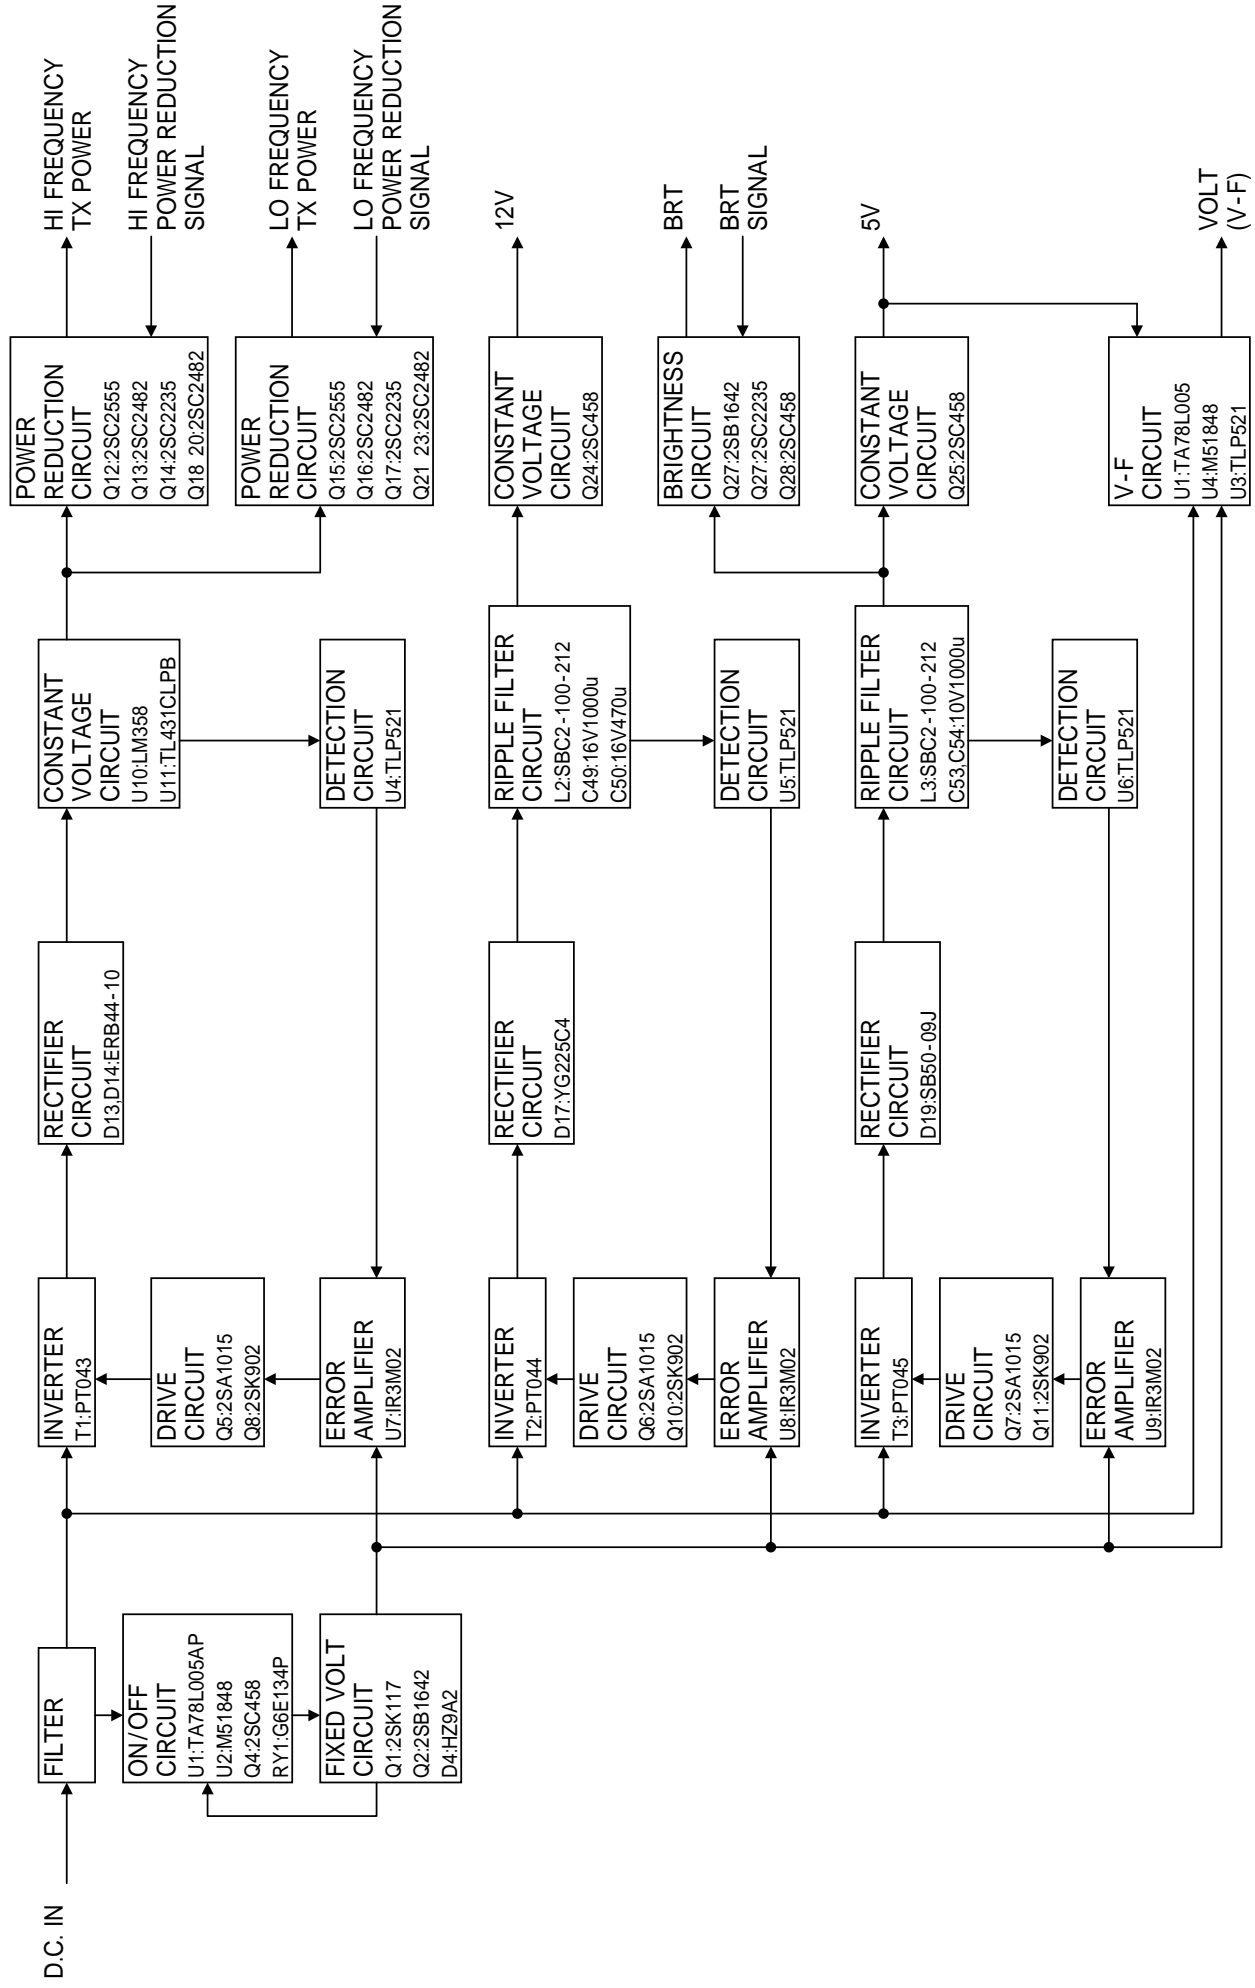 D.C. IN
FILTER
ON/OFF
CIRCUIT
U1:TA78L005AP
U2:M51848
Q4:2SC458
RY1:G6E134P
FIXED VOLT
CIRCUIT
Q1:2SK117
Q2:2SB1642
D4:HZ9A2
INVERTER
T1:PT043
DRIVE
CIRCUIT
Q5:2SA1015
Q8:2SK902
ERROR
AMPLIFIER
U7:IR3M02
RECTIFIER
CIRCUIT
D13,D14:ERB44-10
CONSTANT
VOLTAGE
CIRCUIT
U10:LM358
U11:TL431CLPB
DETECTION
CIRCUIT
U4:TLP521
POWER
REDUCTION
CIRCUIT
Q12:2SC2555
Q13:2SC2482
Q14:2SC2235
Q18 20:2SC2482
HI FREQUENCY
TX POWER
HI FREQUENCY
POWER REDUCTION
SIGNAL
POWER
REDUCTION
CIRCUIT
Q15:2SC2555
Q16:2SC2482
Q17:2SC2235
Q21 23:2SC2482
LO FREQUENCY
TX POWER
LO FREQUENCY
POWER REDUCTION
SIGNAL
INVERTER
T2:PT044
DRIVE
CIRCUIT
Q6:2SA1015
Q10:2SK902
ERROR
AMPLIFIER
U8:IR3M02
RECTIFIER
CIRCUIT
D17:YG225C4
RIPPLE FILTER
CIRCUIT
L2:SBC2-100-212
C49:16V1000u
C50:16V470u
DETECTION
CIRCUIT
U5:TLP521
CONSTANT
VOLTAGE
CIRCUIT
Q24:2SC458
12V
BRIGHTNESS
CIRCUIT
Q27:2SB1642
Q27:2SC2235
Q28:2SC458
BRT
BRT
SIGNAL
INVERTER
T3:PT045
DRIVE
CIRCUIT
Q7:2SA1015
Q11:2SK902
ERROR
AMPLIFIER
U9:IR3M02
RECTIFIER
CIRCUIT
D19:SB50-09J
RIPPLE FILTER
CIRCUIT
L3:SBC2-100-212
C53,C54:10V1000u
DETECTION
CIRCUIT
U6:TLP521
CONSTANT
VOLTAGE
CIRCUIT
Q25:2SC458
5V
V-F
CIRCUIT
U1:TA78L005
U4:M51848
U3:TLP521
VOLT
(V-F)